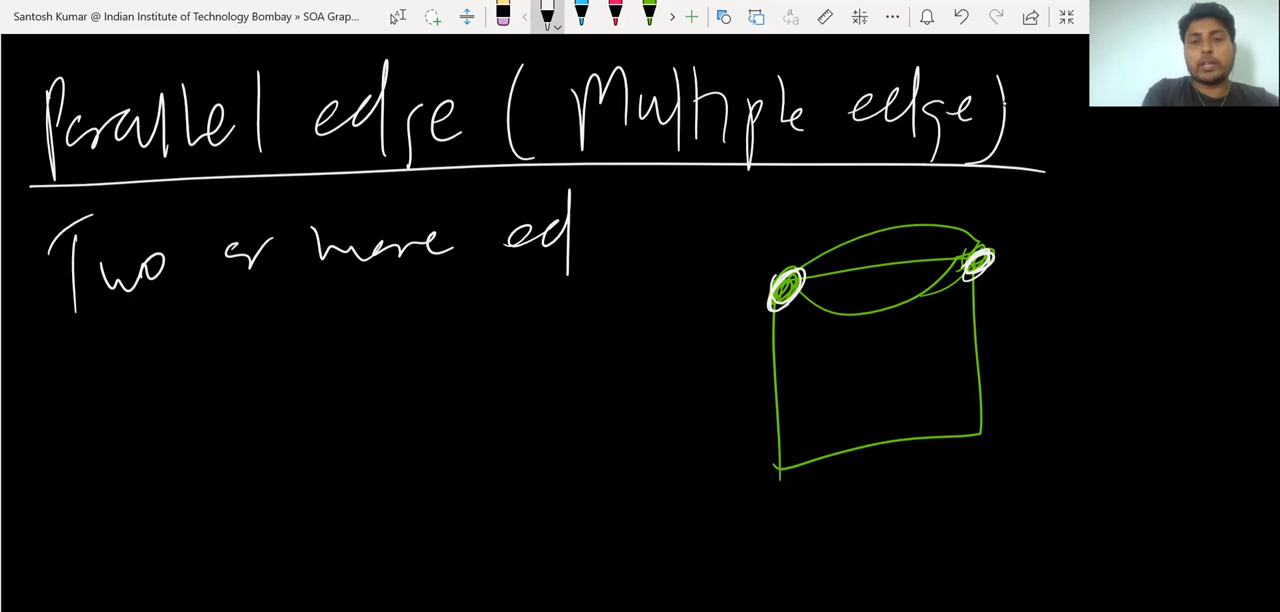 Santosh Kumar @ Indian Institute of Technology Bombay » SOA Grap...
Parallel edge ( Multiple edge)
Two or more ed